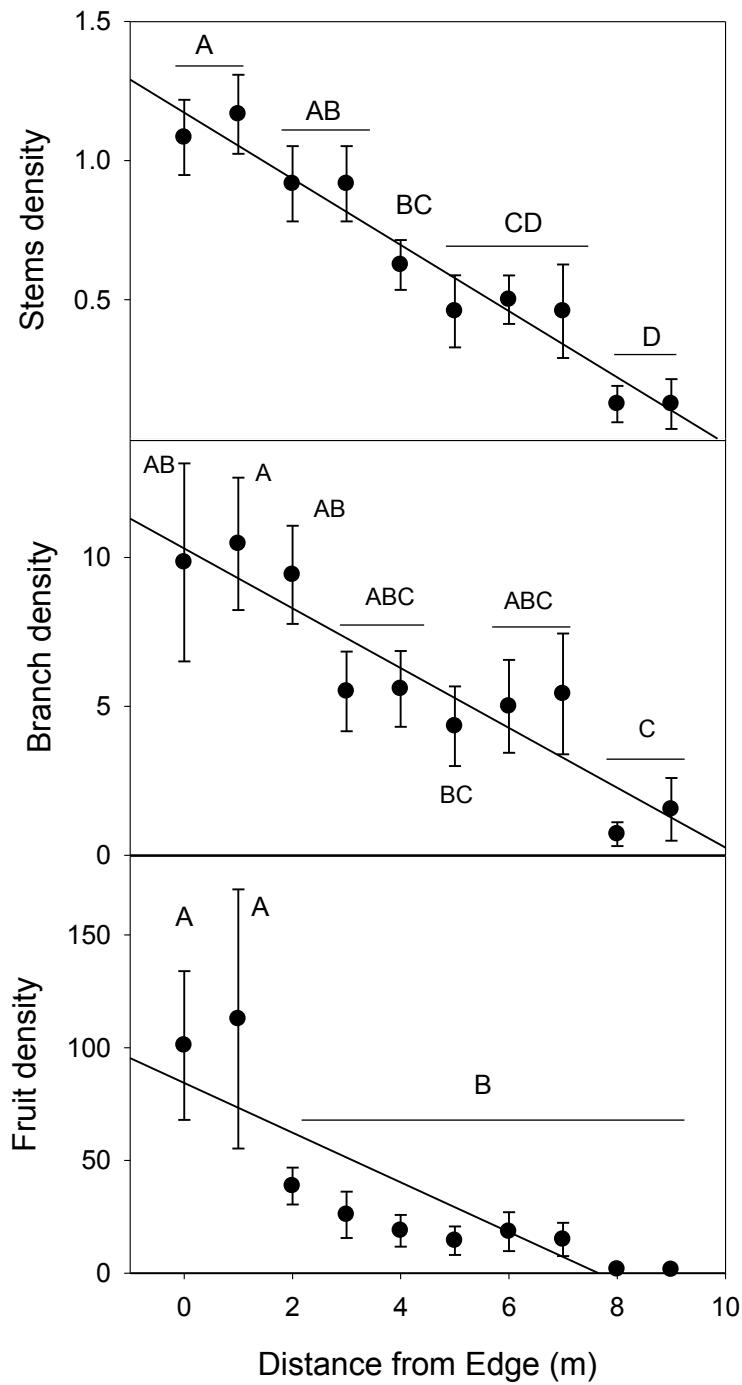 1.5
A
AB
1.0
BC
CD
0.5
D
Stems density
AB
A
AB
10
ABC
ABC
5
C
BC
0
Branch density
A
A
150
100
B
50
0
Fruit density
0 2 4 6 8 10
Distance from Edge (m)